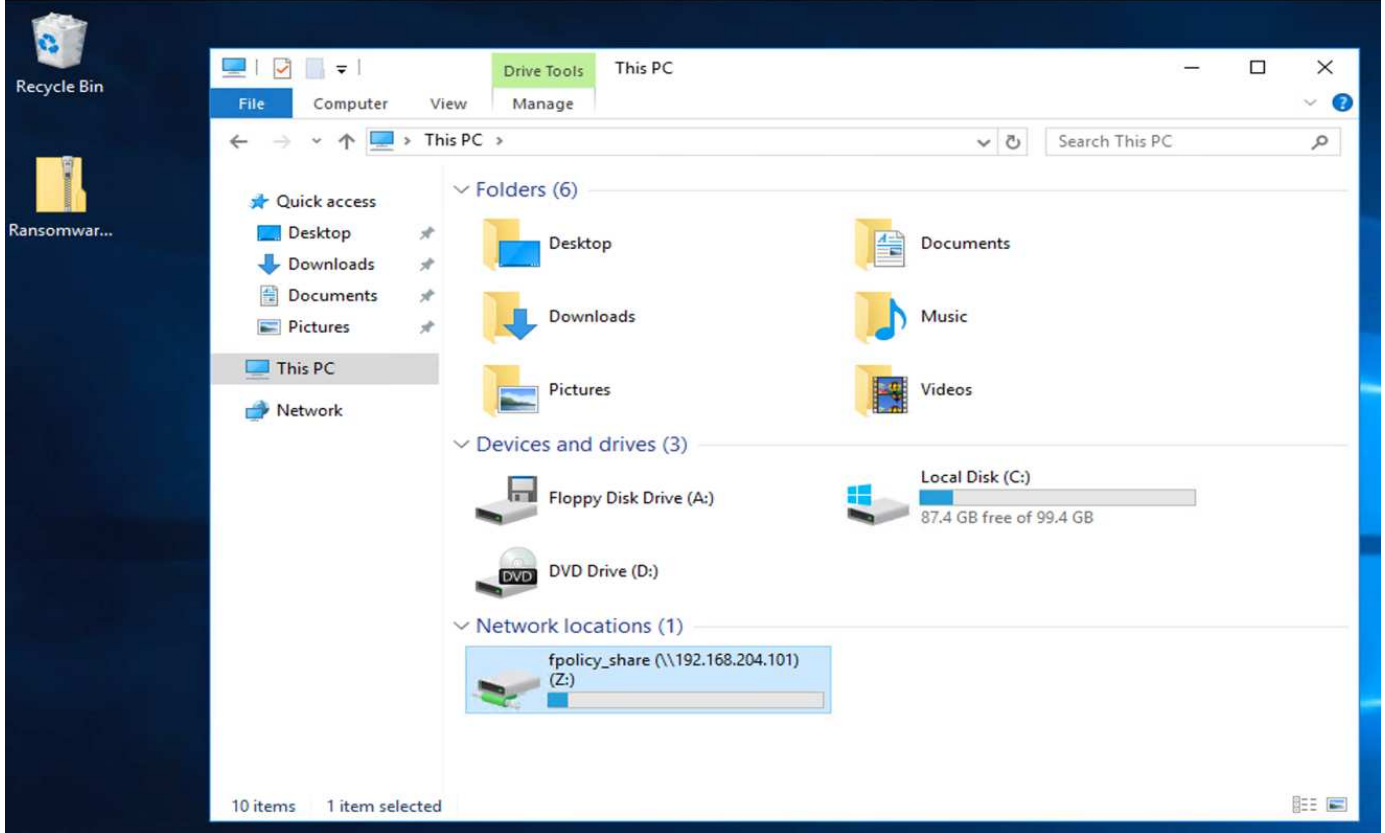 Recycle Bin
Ransomwar...
Drive Tools
This PC
File
Computer
View
Manage
This PC
Search This PC
Quick access
Desktop
Downloads
Documents
Pictures
This PC
Network
Folders (6)
Desktop
Documents
Downloads
Music
Pictures
Videos
Devices and drives (3)
Floppy Disk Drive (A:)
Local Disk (C:)
87.4 GB free of 99.4 GB
DVD
DVD Drive (D:)
Network locations (1)
fpolicy_share (\\192.168.204.101)
(Z:)
10 items
1 item selected